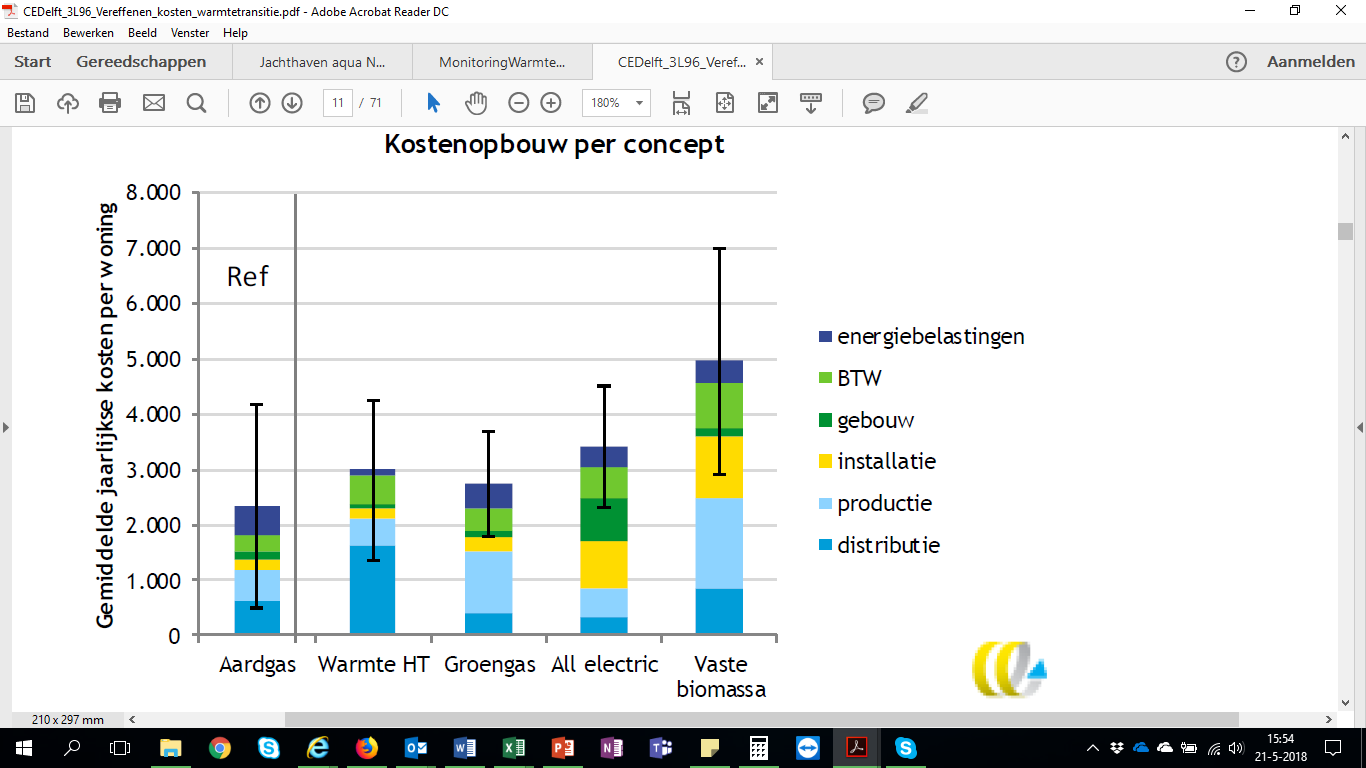 CEDelft_3L96_Vereffenen_kosten_warmtetransitie.pdf - Adobe Acrobat Reader DC
Bestand Bewerken Beeld Venster Help
Start Gereedschappen Jachthaven aqua N... MonitoringWarmte... CEDelft_3L96_Veref... × ? Aanmelden
11 / 71 180%
Kostenopbouw per concept
Gemiddelde jaarlijkse kosten per woning
8.000
7.000
6.000
5.000
4.000
3.000
2.000
1.000
0
Ref
Aardgas Warmte HT Groengas All electric Vaste
biomassa
energiebelastingen
BTW
gebouw
installatie
productie
distributie
210 x 297 mm
15:54
21-5-2018